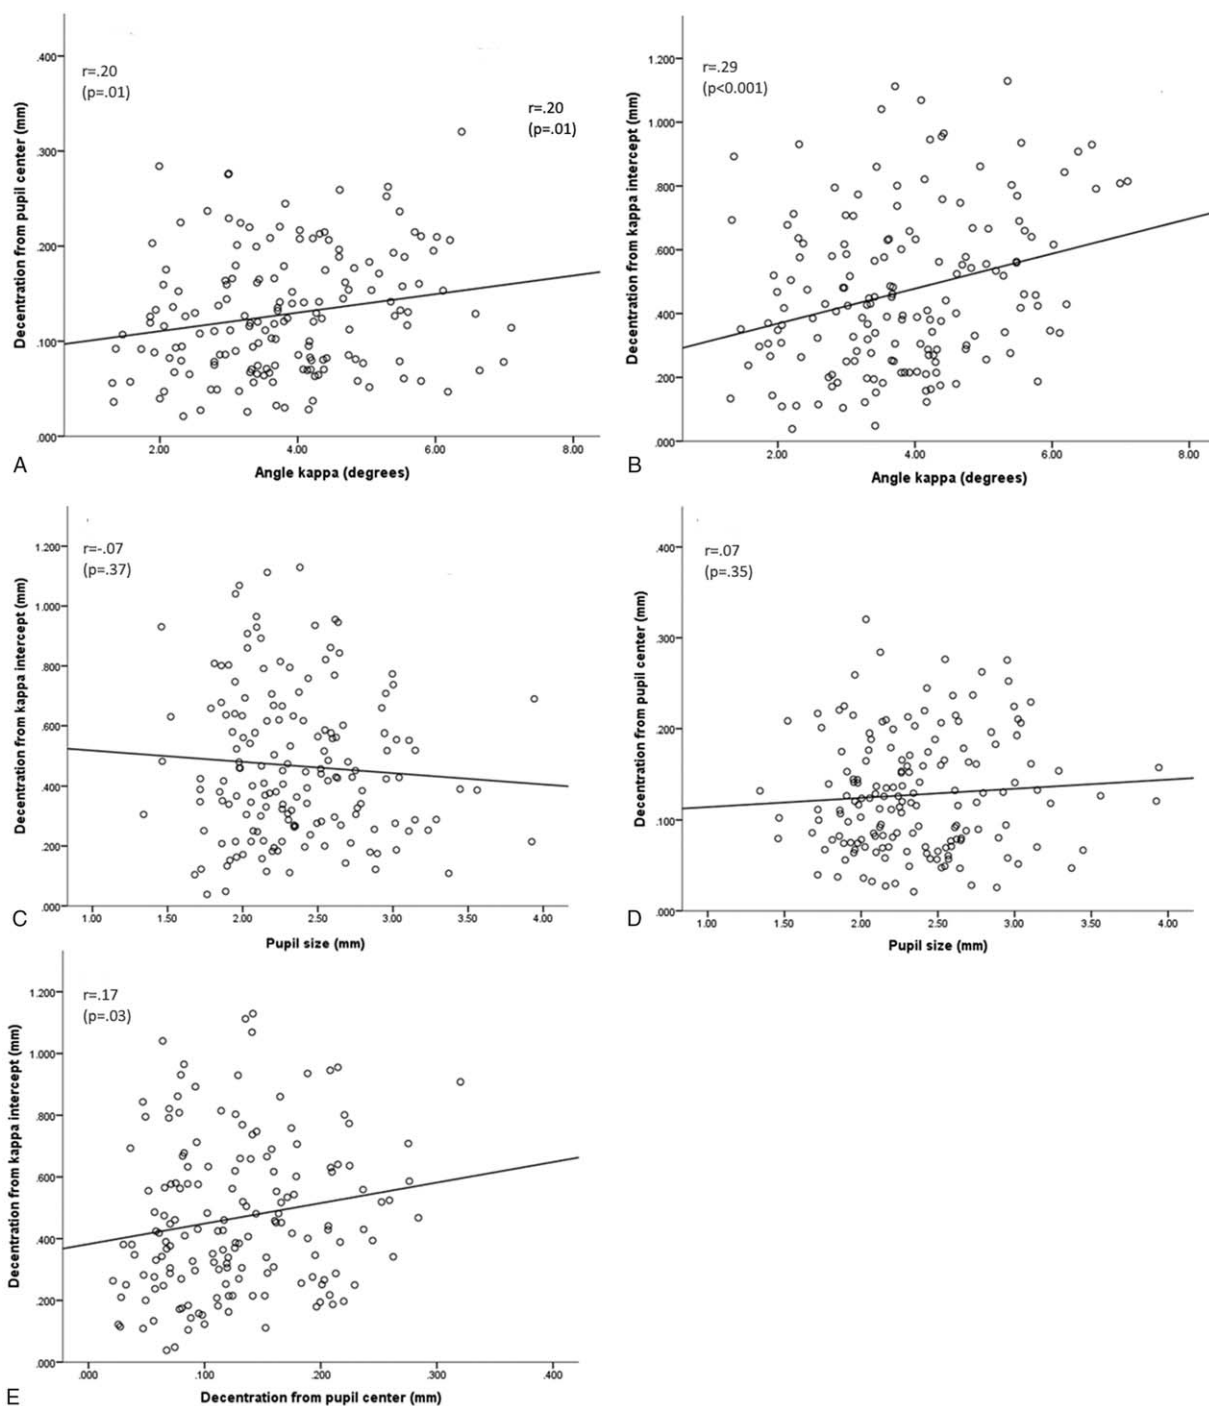 .400
.300
.200
.100
.000
Decentration from pupil center (mm)
r=.20
(p=.01)
r=.20
(p=.01)
2.00 4.00 6.00 8.00
Angle kappa (degrees)
A
1.200
1.000
.800
.600
.400
.200
.000
Decentration from kappa intercept (mm)
r=.29
(p<0.001)
2.00 4.00 6.00 8.00
Angle kappa (degrees)
B
1.200
1.000
.800
.600
.400
.200
.000
Decentration from kappa intercept (mm)
r=-.07
(p=.37)
1.00 1.50 2.00 2.50 3.00 3.50 4.00
Pupil size (mm)
C
.400
.300
.200
.100
.000
Decentration from pupil center (mm)
r=.07
(p=.35)
1.00 1.50 2.00 2.50 3.00 3.50 4.00
Pupil size (mm)
D
1.200
1.000
.800
.600
.400
.200
.000
Decentration from kappa intercept (mm)
r=.17
(p=.03)
.000 .100 .200 .300 .400
Decentration from pupil center (mm)
E